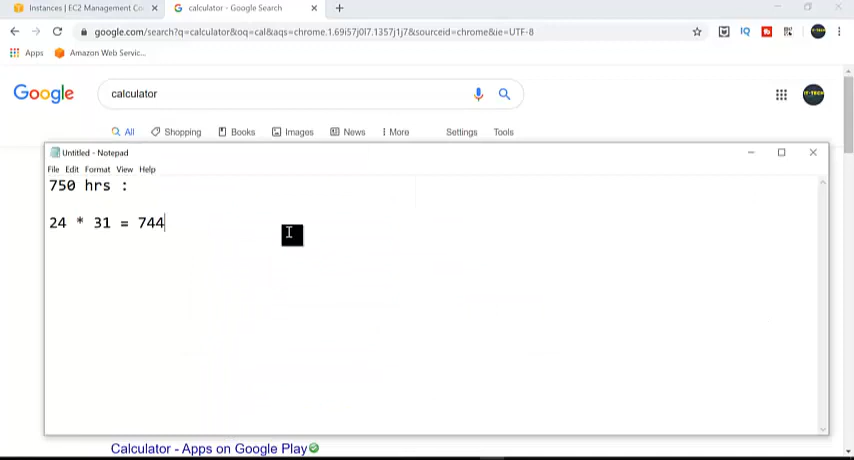 Instances | EC2 Management Co
calculator - Google Search
google.com/search?q=calculator&oq=cal&aqs=chrome.1.69i57j0l7.1357j1j7&sourceid=chrome&ie=UTF-8
IQ
Apps
Amazon Web Servic...
Google
calculator
All
Shopping
Books
Images
News
More
Settings
Tools
Untitled - Notepad
File Edit Format View Help
750 hrs :
24 * 31 = 744
Calculator - Apps on Google Play